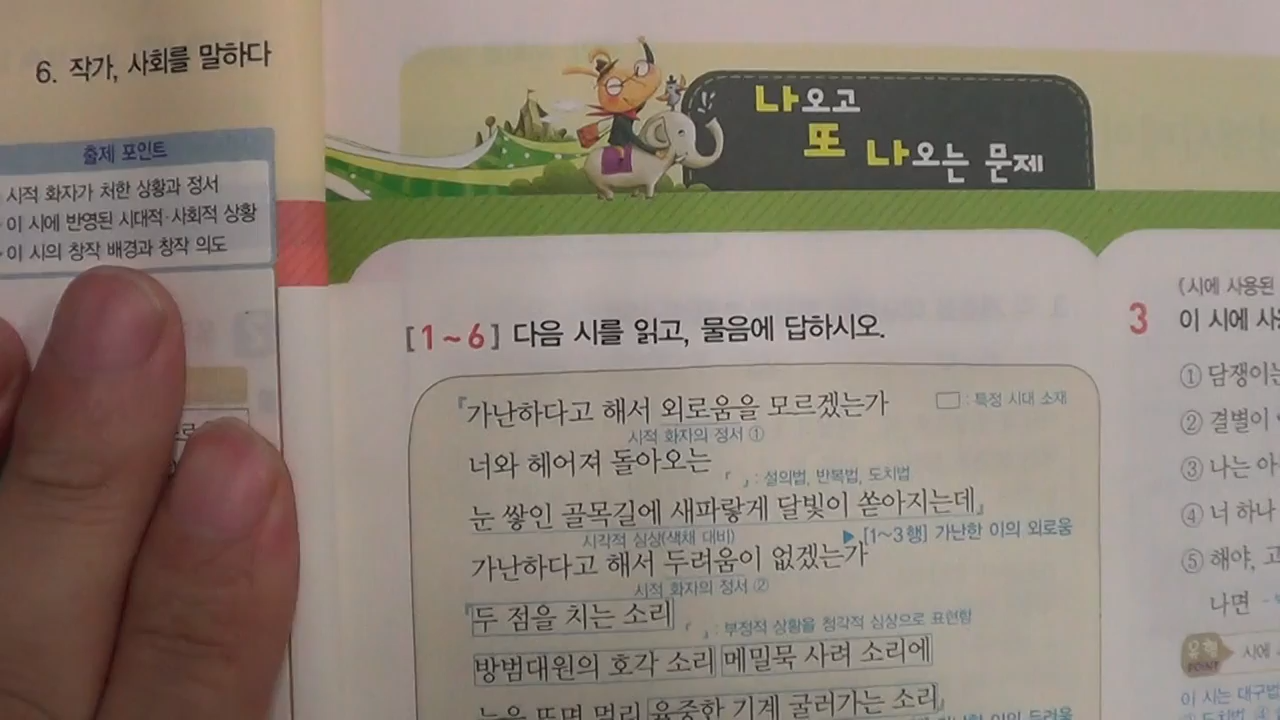 6. 작가, 사회를 말하다
출제 포인트
시적 화자가 처한 상황과 정서
이 시에 반영된 시대적·사회적 상황
이 시의 창작 배경과 창작 의도
나오고
또 나오는 문제
[1~6] 다음 시를 읽고, 물음에 답하시오.
『가난하다고 해서 외로움을 모르겠는가
: 특정 시대 소재
시적 화자의 정서 ①
너와 헤어져 돌아오는
『 』: 설의법, 반복법, 도치법
눈 쌓인 골목길에 새파랗게 달빛이 쏟아지는데』
시각적 심상(색채 대비)
▶ [1~3행] 가난한 이의 외로움
가난하다고 해서 두려움이 없겠는가
시적 화자의 정서 ②
『두 점을 치는 소리
『 』: 부정적 상황을 청각적 심상으로 표현함
방범대원의 호각 소리 메밀묵 사려 소리에
눈을 뜨면 멀리 육중한 기계 굴러가는 소리』
3
(시에 사용된
이 시에
① 담쟁이는
② 결별이
③ 나는
④ 너 하나
⑤ 해야,
나면
POINT
시에
이 시는 대구법